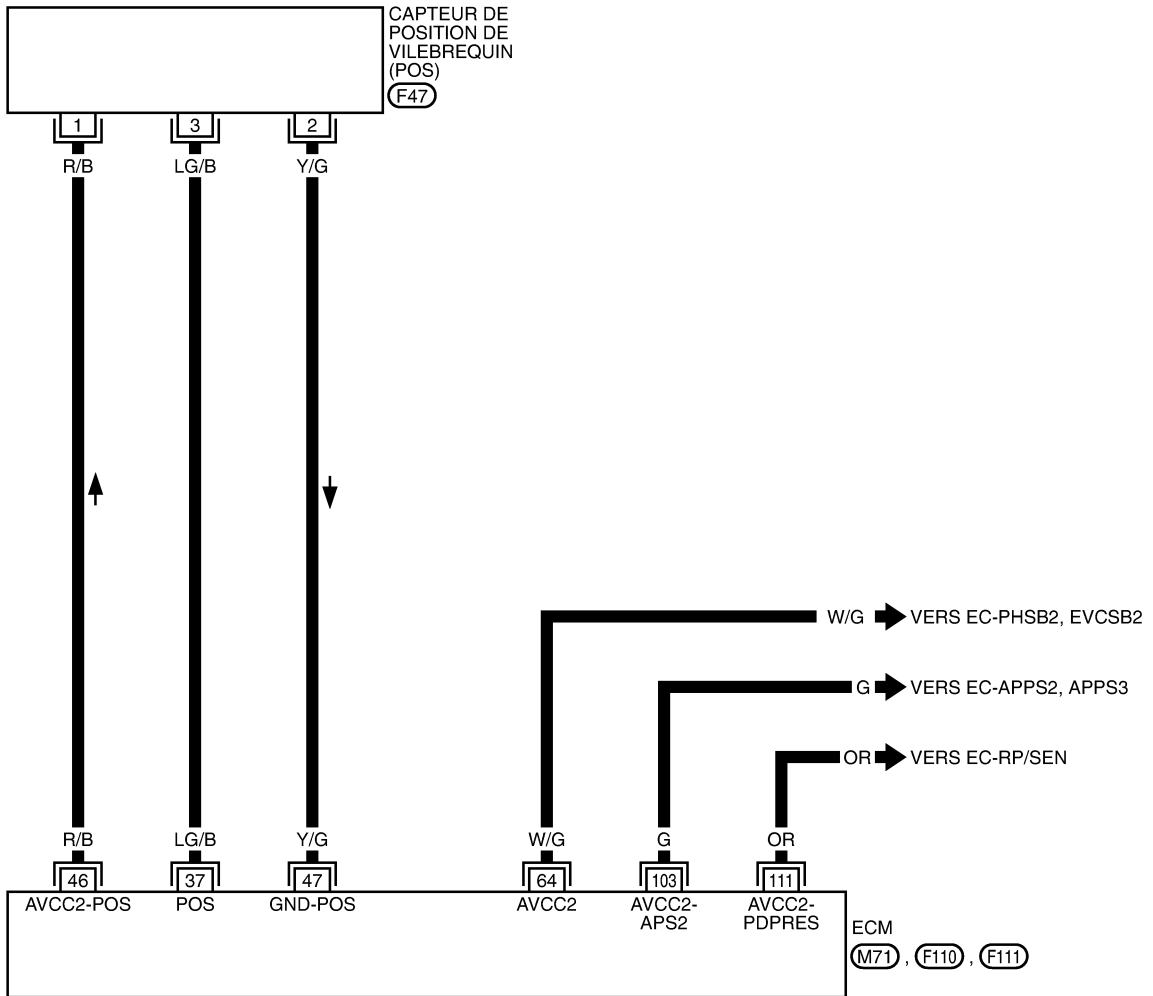 CAPTEUR DE
POSITION DE
VILEBREQUIN
(POS)
F47
1 3 2
R/B LG/B Y/G
W/G VERS EC-PHSB2, EVCSB2
G VERS EC-APPS2, APPS3
OR VERS EC-RP/SEN
R/B LG/B Y/G W/G G OR
46 37 47 64 103 111
AVCC2-POS POS GND-POS AVCC2 AVCC2-
APS2 AVCC2-
PDPRES
ECM
M71 , F110 , F111